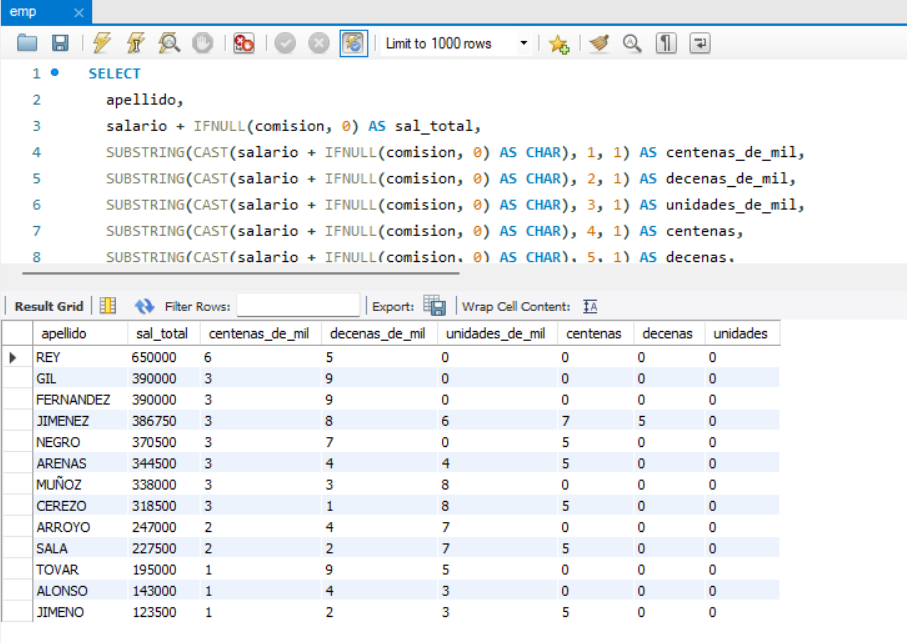 emp
Limit to 1000 rows
1 SELECT
2 apellido,
3 salario + IFNULL(comision, 0) AS sal_total,
4 SUBSTRING(CAST(salario + IFNULL(comision, 0) AS CHAR), 1, 1) AS centenas_de_mil,
5 SUBSTRING(CAST(salario + IFNULL(comision, 0) AS CHAR), 2, 1) AS decenas_de_mil,
6 SUBSTRING(CAST(salario + IFNULL(comision, 0) AS CHAR), 3, 1) AS unidades_de_mil,
7 SUBSTRING(CAST(salario + IFNULL(comision, 0) AS CHAR), 4, 1) AS centenas,
8 SUBSTRING(CAST(salario + IFNULL(comision, 0) AS CHAR), 5, 1) AS decenas,
Result Grid Filter Rows: Export: Wrap Cell Content:
apellido sal_total centenas_de_mil decenas_de_mil unidades_de_mil centenas decenas unidades
REY 650000 6 5 0 0 0 0
GIL 390000 3 9 0 0 0 0
FERNANDEZ 390000 3 9 0 0 0 0
JIMENEZ 386750 3 8 6 7 5 0
NEGRO 370500 3 7 0 5 0 0
ARENAS 344500 3 4 4 5 0 0
MUÑOZ 338000 3 3 8 0 0 0
CEREZO 318500 3 1 8 5 0 0
ARROYO 247000 2 4 7 0 0 0
SALA 227500 2 2 7 5 0 0
TOVAR 195000 1 9 5 0 0 0
ALONSO 143000 1 4 3 0 0 0
JIMENO 123500 1 2 3 5 0 0